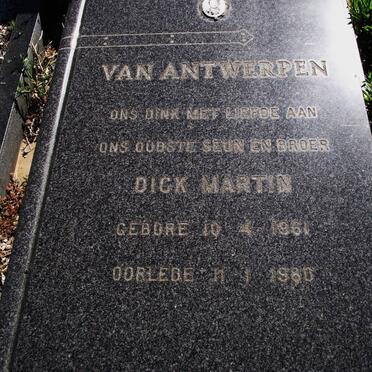 VAN ANTWERPEN
ONS DINK MET LIEFDE AAN
ONS OUDSTE SEUN EN BROER
DICK MARTIN
GEBORE 10 4 1961
OORLEDE 11 1 1980